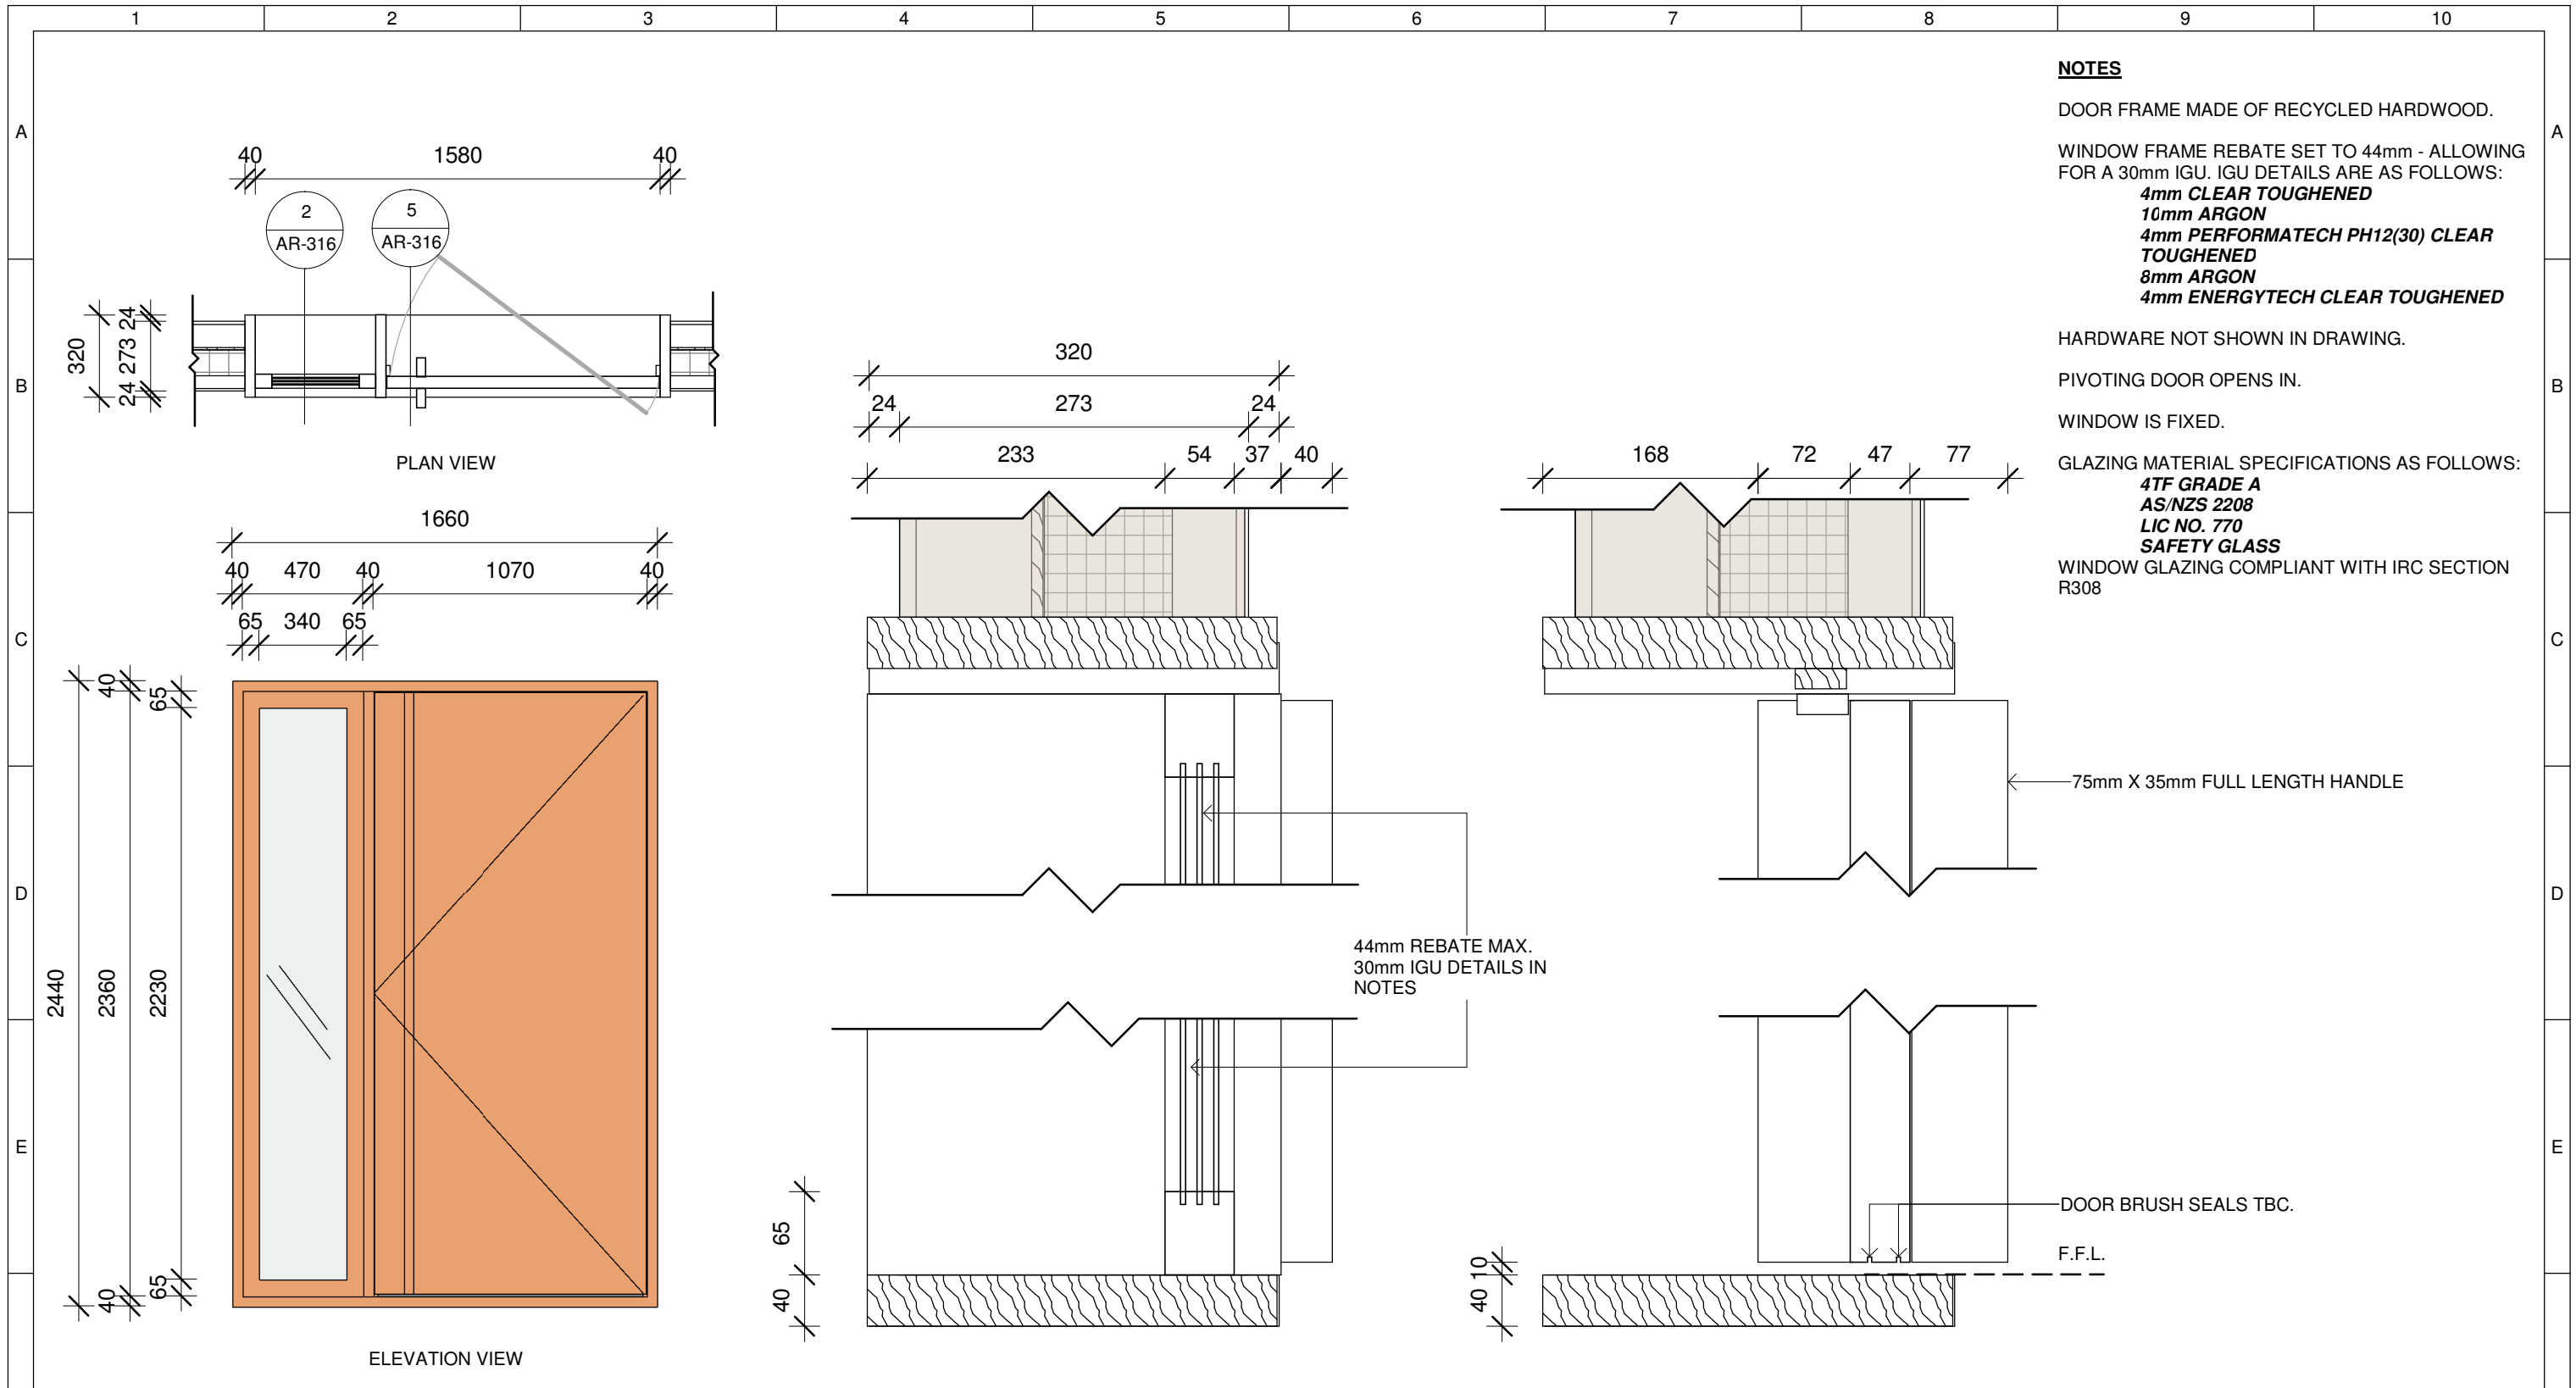 1 2 3 4 5 6 7 8 9 10
A
B
C
D
E
A
B
C
D
E
40 1580 40
2
AR-316
5
AR-316
320
24
273
24
PLAN VIEW
1660
40 470 40 1070 40
65 340 65
2440
40
2360
40
65
2230
65
ELEVATION VIEW
320
24 273 24
233 54 37 40
44mm REBATE MAX.
30mm IGU DETAILS IN
NOTES
65
40
168 72 47 77
75mm X 35mm FULL LENGTH HANDLE
DOOR BRUSH SEALS TBC.
F.F.L.
10
40
NOTES
DOOR FRAME MADE OF RECYCLED HARDWOOD.
WINDOW FRAME REBATE SET TO 44mm - ALLOWING
FOR A 30mm IGU. IGU DETAILS ARE AS FOLLOWS:
4mm CLEAR TOUGHENED
10mm ARGON
4mm PERFORMATECH PH12(30) CLEAR
TOUGHENED
8mm ARGON
4mm ENERGYTECH CLEAR TOUGHENED
HARDWARE NOT SHOWN IN DRAWING.
PIVOTING DOOR OPENS IN.
WINDOW IS FIXED.
GLAZING MATERIAL SPECIFICATIONS AS FOLLOWS:
4TF GRADE A
AS/NZS 2208
LIC NO. 770
SAFETY GLASS
WINDOW GLAZING COMPLIANT WITH IRC SECTION
R308